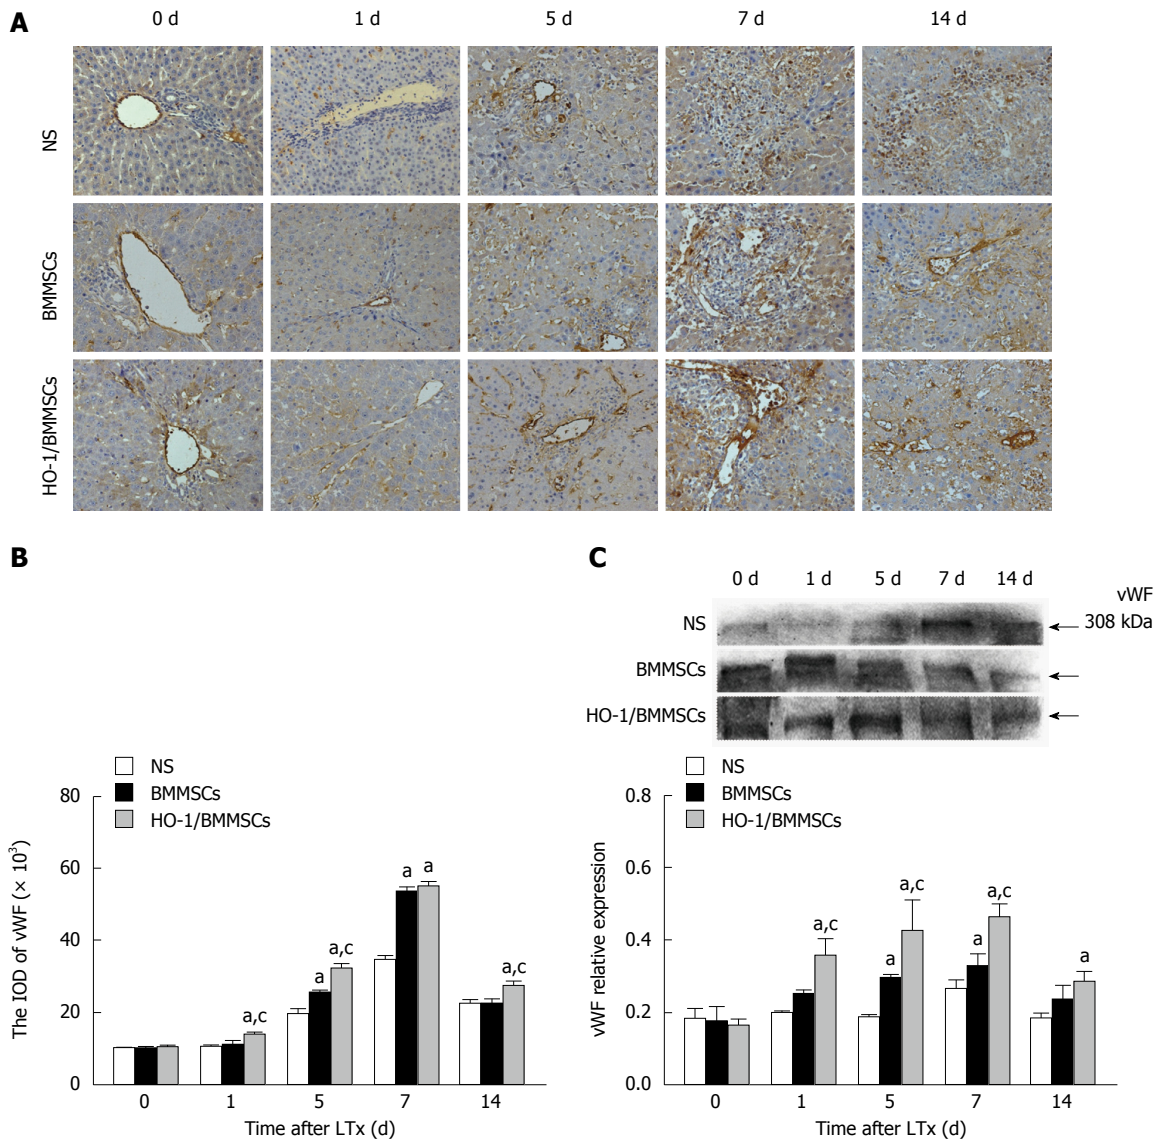 A
0 d 1 d 5 d 7 d 14 d
NS
BMMSCs
HO-1/BMMSCs
B
NS
BMMSCs
HO-1/BMMSCs
The IOD of vWF (× 10³)
80
60
40
20
0
a,c
a
a,c
a a
a,c
0 1 5 7 14
Time after LTx (d)
C
0 d 1 d 5 d 7 d 14 d
vWF
NS
308 kDa
BMMSCs
HO-1/BMMSCs
NS
BMMSCs
HO-1/BMMSCs
vWF relative expression
0.8
0.6
0.4
0.2
0.0
a,c
a
a,c
a
a,c
a
0 1 5 7 14
Time after LTx (d)